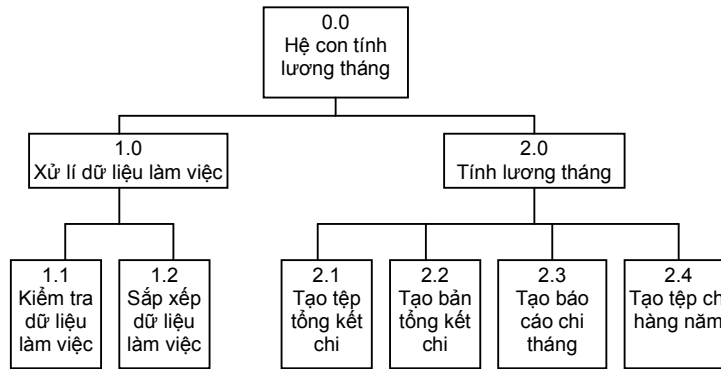 0.0
Hệ con tính
lương tháng
1.0
Xử lí dữ liệu làm việc
2.0
Tính lương tháng
1.1
Kiểm tra
dữ liệu
làm việc
1.2
Sắp xếp
dữ liệu
làm việc
2.1
Tạo tệp
tổng kết
chi
2.2
Tạo bản
tổng kết
chi
2.3
Tạo báo
cáo chi
tháng
2.4
Tạo tệp ch
hàng năm